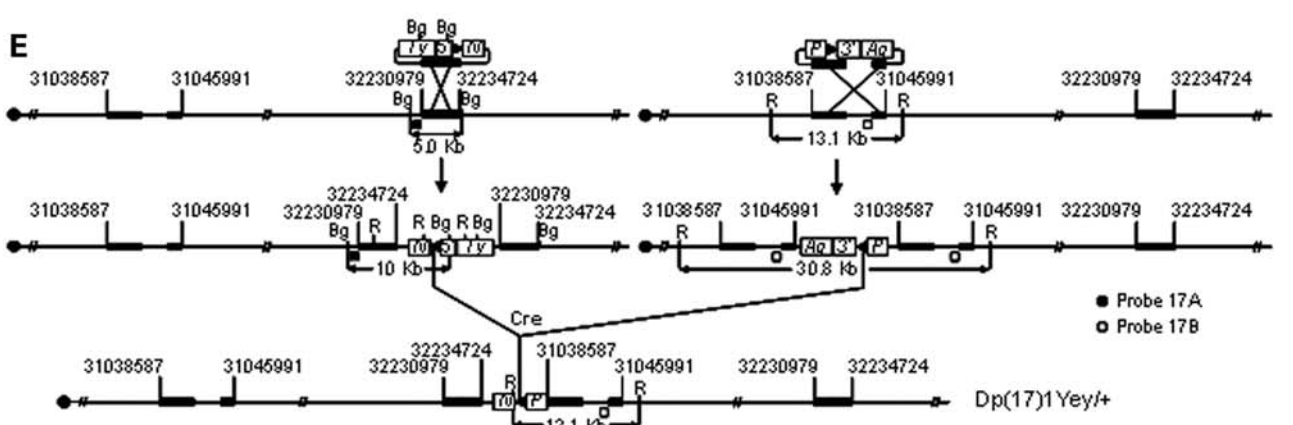 E
Bg Bg
Ty 5' N P 3' Ag
31038587 31045991 32230979 32234724 31038587 31045991 32230979 32234724
Bg Bg R R
5.0 Kb 13.1 Kb
32234724 32230979
31038587 31045991 32230979 R R Bg R Bg 32234724 31038587 31045991 31038587 31045991 32230979 32234724
Bg Bg R R
5' Ty Ag 3' P
10 Kb 30.8 Kb
Probe 17A
Cre
Probe 17B
32234724 31038587
31038587 31045991 32230979 31045991 32230979 32234724
R R
P Dp(17)1Yey/+
13.1 Kb